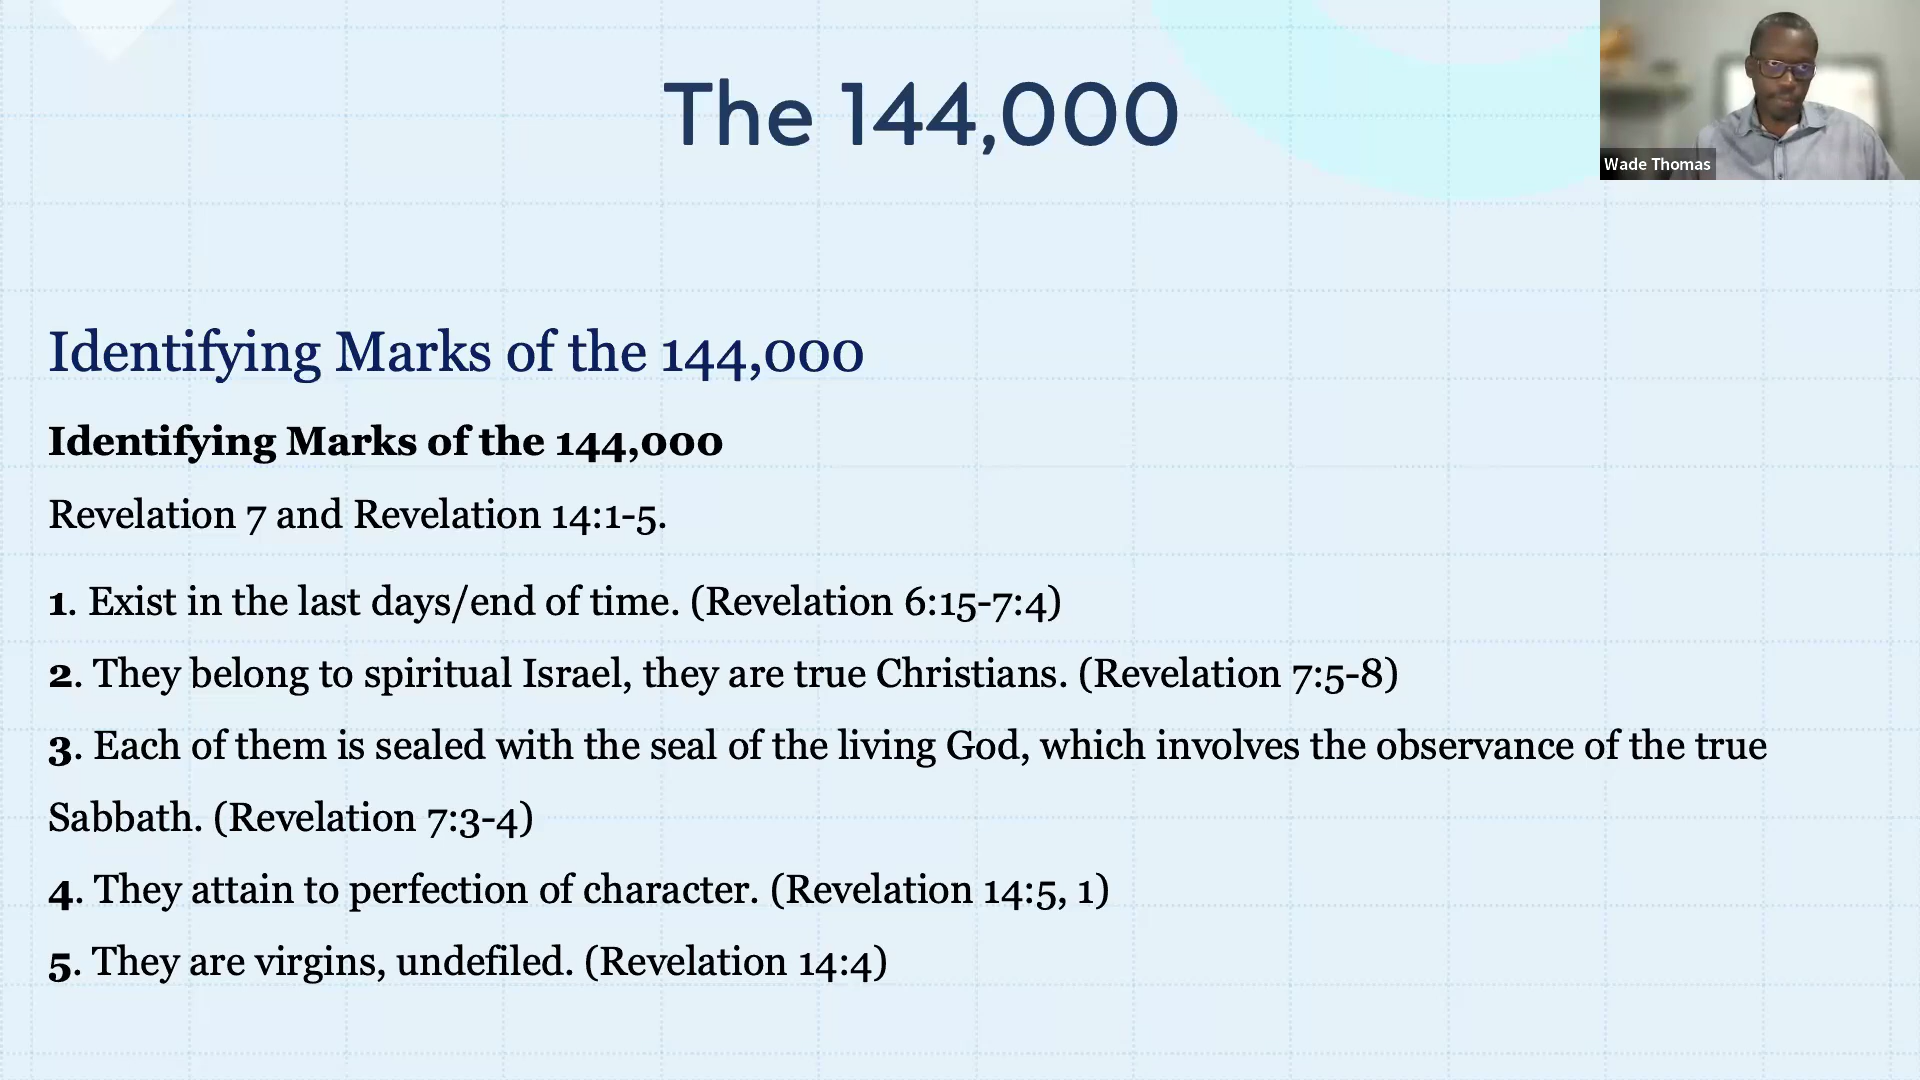 The 144,000
Wade Thomas
Identifying Marks of the 144,000
Identifying Marks of the 144,000
Revelation 7 and Revelation 14:1-5.
1. Exist in the last days/end of time. (Revelation 6:15-7:4)
2. They belong to spiritual Israel, they are true Christians. (Revelation 7:5-8)
3. Each of them is sealed with the seal of the living God, which involves the observance of the true
Sabbath. (Revelation 7:3-4)
4. They attain to perfection of character. (Revelation 14:5, 1)
5. They are virgins, undefiled. (Revelation 14:4)